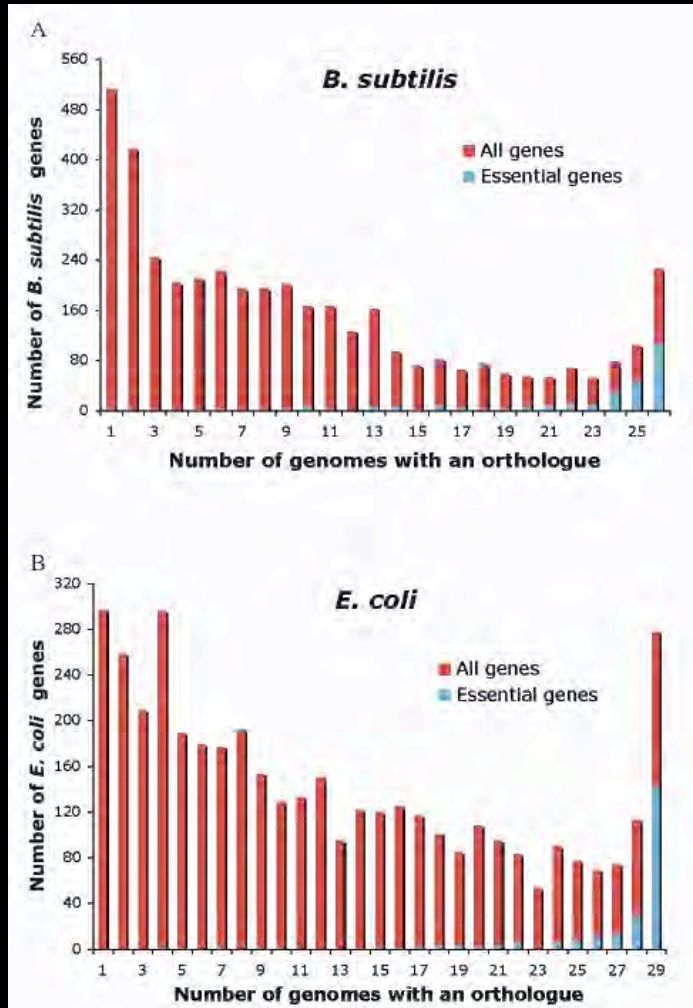 A
B. subtilis
Number of B. subtilis genes
560
480
400
320
240
160
80
0
All genes
Essential genes
1 3 5 7 9 11 13 15 17 19 21 23 25
Number of genomes with an orthologue
B
E. coli
Number of E. coli genes
320
280
240
200
160
120
80
40
0
All genes
Essential genes
1 3 5 7 9 11 13 15 17 19 21 23 25 27 29
Number of genomes with an orthologue